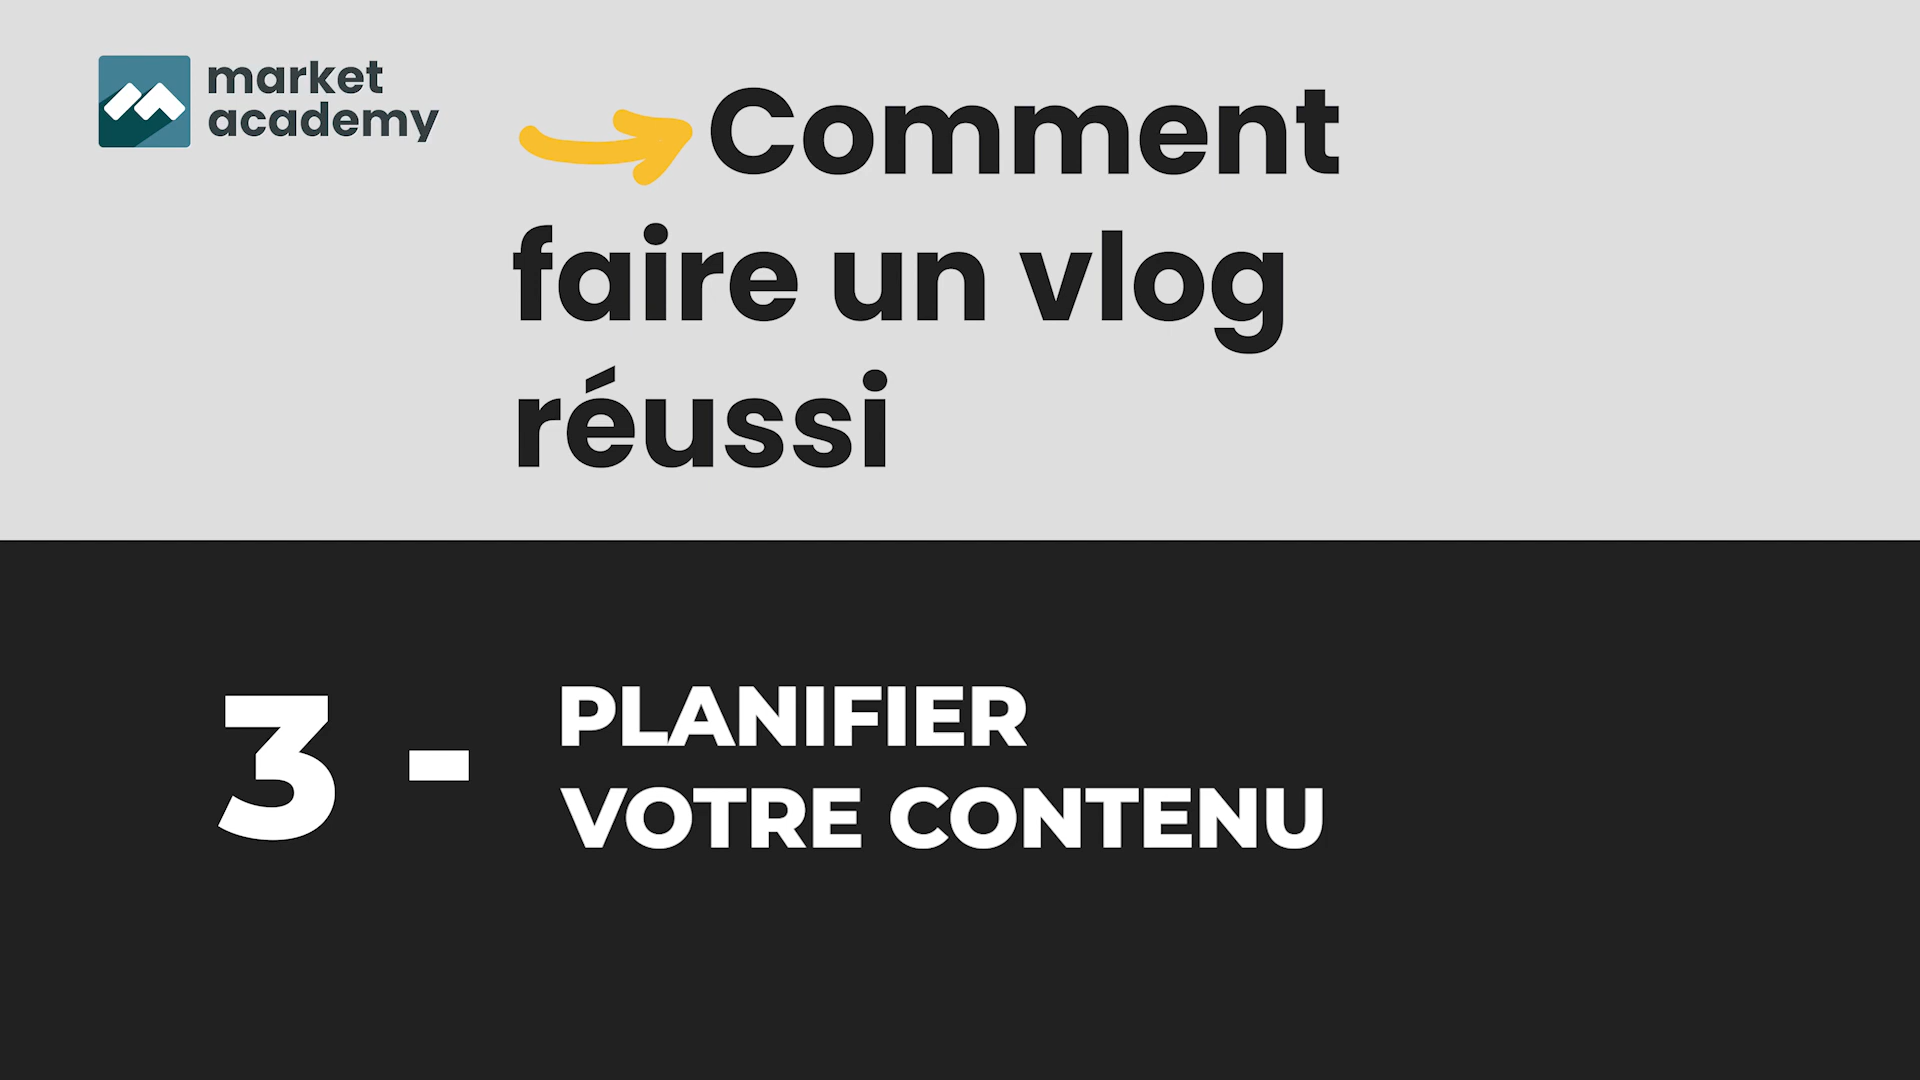 market
academy
Comment
faire un vlog
réussi
3 - PLANIFIER
VOTRE CONTENU